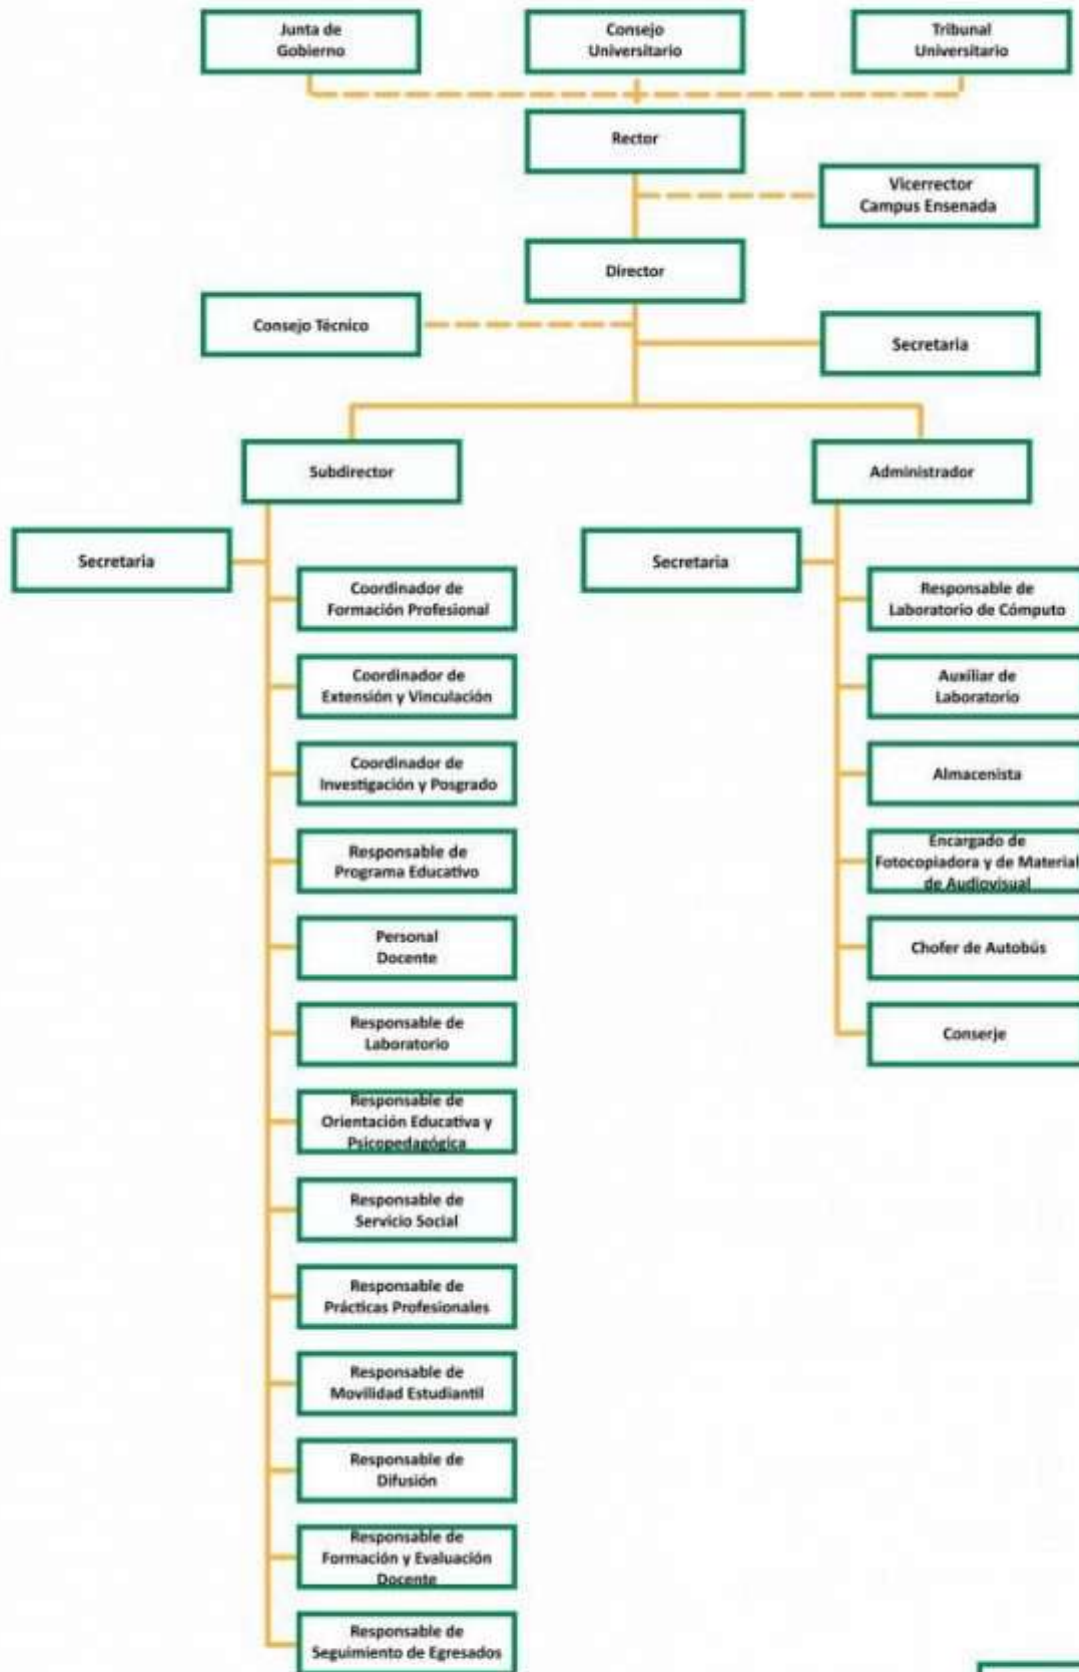 Junta de
Gobierno
Consejo
Universitario
Tribunal
Universitario
Rector
Vicerrector
Campus Ensenada
Director
Consejo Técnico
Secretaria
Subdirector
Administrador
Secretaria
Secretaria
Coordinador de
Formación Profesional
Responsable de
Laboratorio de Cómputo
Coordinador de
Extensión y Vinculación
Auxiliar de
Laboratorio
Coordinador de
Investigación y Posgrado
Almacenista
Responsable de
Programa Educativo
Encargado de
Fotocopiadora y de Material
de Audiovisual
Personal
Docente
Chofer de Autobús
Responsable de
Laboratorio
Conserje
Responsable de
Orientación Educativa y
Psicopedagógica
Responsable de
Servicio Social
Responsable de
Prácticas Profesionales
Responsable de
Movilidad Estudiantil
Responsable de
Difusión
Responsable de
Formación y Evaluación
Docente
Responsable de
Seguimiento de Egresados